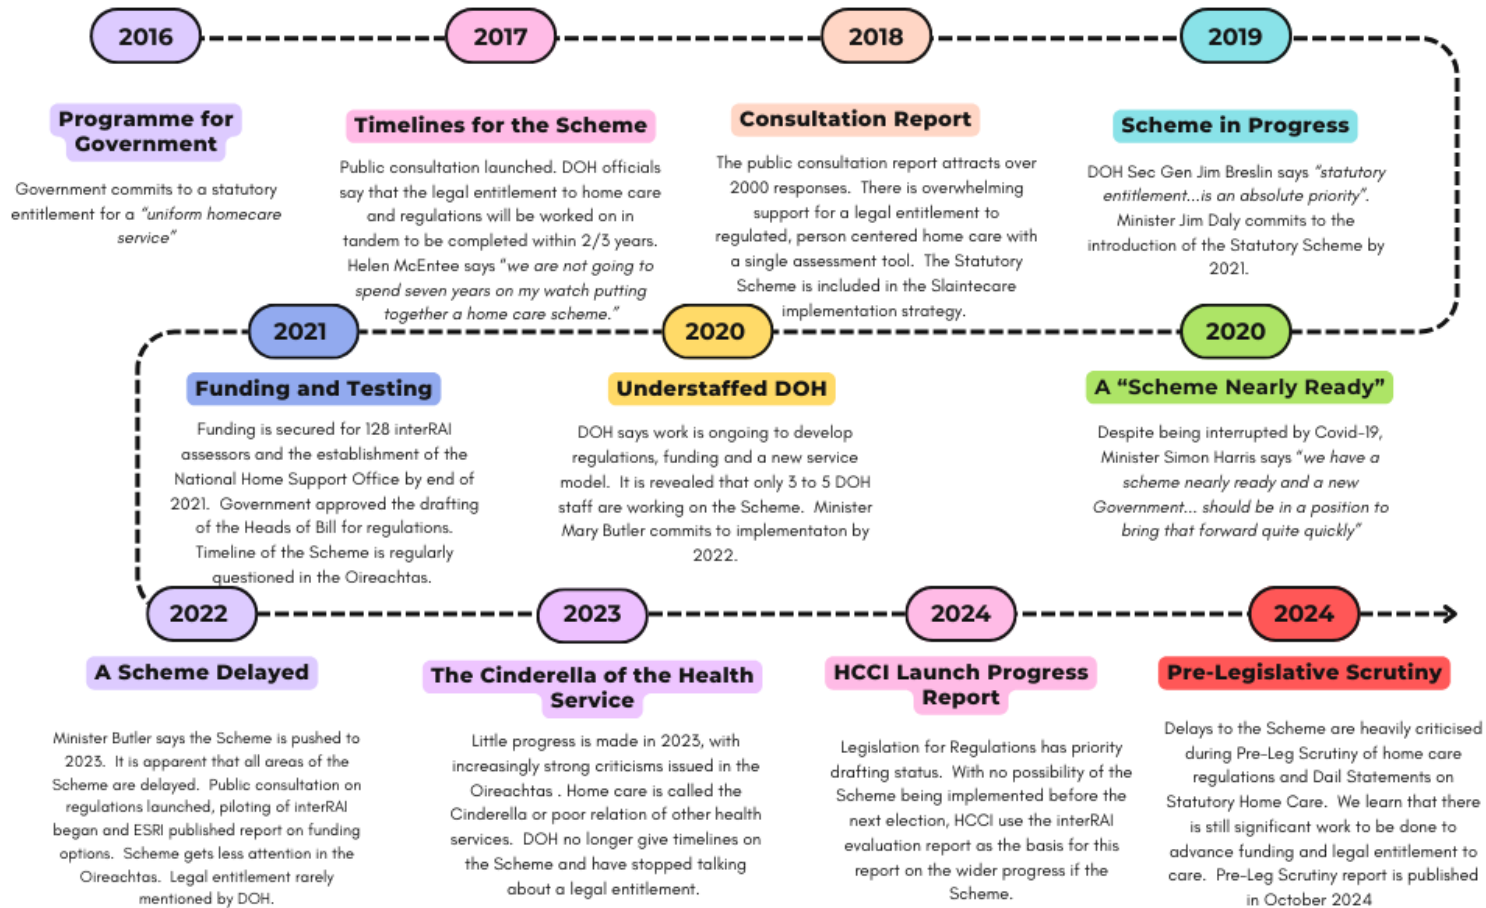 2016
Programme for
Government
Government commits to a statutory
entitlement for a “uniform homecare
service”
2017
Timelines for the Scheme
Public consultation launched. DOH officials
say that the legal entitlement to home care
and regulations will be worked on in
tandem to be completed within 2/3 years.
Helen McEntee says “we are not going to
spend seven years on my watch putting
together a home care scheme.”
2018
Consultation Report
The public consultation report attracts over
2000 responses. There is overwhelming
support for a legal entitlement to
regulated, person centered home care with
a single assessment tool. The Statutory
Scheme is included in the Slaintecare
implementation strategy.
2019
Scheme in Progress
DOH Sec Gen Jim Breslin says “statutory
entitlement...is an absolute priority”.
Minister Jim Daly commits to the
introduction of the Statutory Scheme by
2021.
2020
A “Scheme Nearly Ready”
Despite being interrupted by Covid-19,
Minister Simon Harris says “we have a
scheme nearly ready and a new
Government... should be in a position to
bring that forward quite quickly”
2020
Understaffed DOH
DOH says work is ongoing to develop
regulations, funding and a new service
model. It is revealed that only 3 to 5 DOH
staff are working on the Scheme. Minister
Mary Butler commits to implementaton by
2022.
2021
Funding and Testing
Funding is secured for 128 interRAI
assessors and the establishment of the
National Home Support Office by end of
2021. Government approved the drafting
of the Heads of Bill for regulations.
Timeline of the Scheme is regularly
questioned in the Oireachtas.
2022
A Scheme Delayed
Minister Butler says the Scheme is pushed to
2023. It is apparent that all areas of the
Scheme are delayed. Public consultation on
regulations launched, piloting of interRAI
began and ESRI published report on funding
options. Scheme gets less attention in the
Oireachtas. Legal entitlement rarely
mentioned by DOH.
2023
The Cinderella of the Health
Service
Little progress is made in 2023, with
increasingly strong criticisms issued in the
Oireachtas . Home care is called the
Cinderella or poor relation of other health
services. DOH no longer give timelines on
the Scheme and have stopped talking
about a legal entitlement.
2024
HCCI Launch Progress
Report
Legislation for Regulations has priority
drafting status. With no possibility of the
Scheme being implemented before the
next election, HCCI use the interRAI
evaluation report as the basis for this
report on the wider progress if the
Scheme.
2024
Pre-Legislative Scrutiny
Delays to the Scheme are heavily criticised
during Pre-Leg Scrutiny of home care
regulations and Dail Statements on
Statutory Home Care. We learn that there
is still significant work to be done to
advance funding and legal entitlement to
care. Pre-Leg Scrutiny report is published
in October 2024